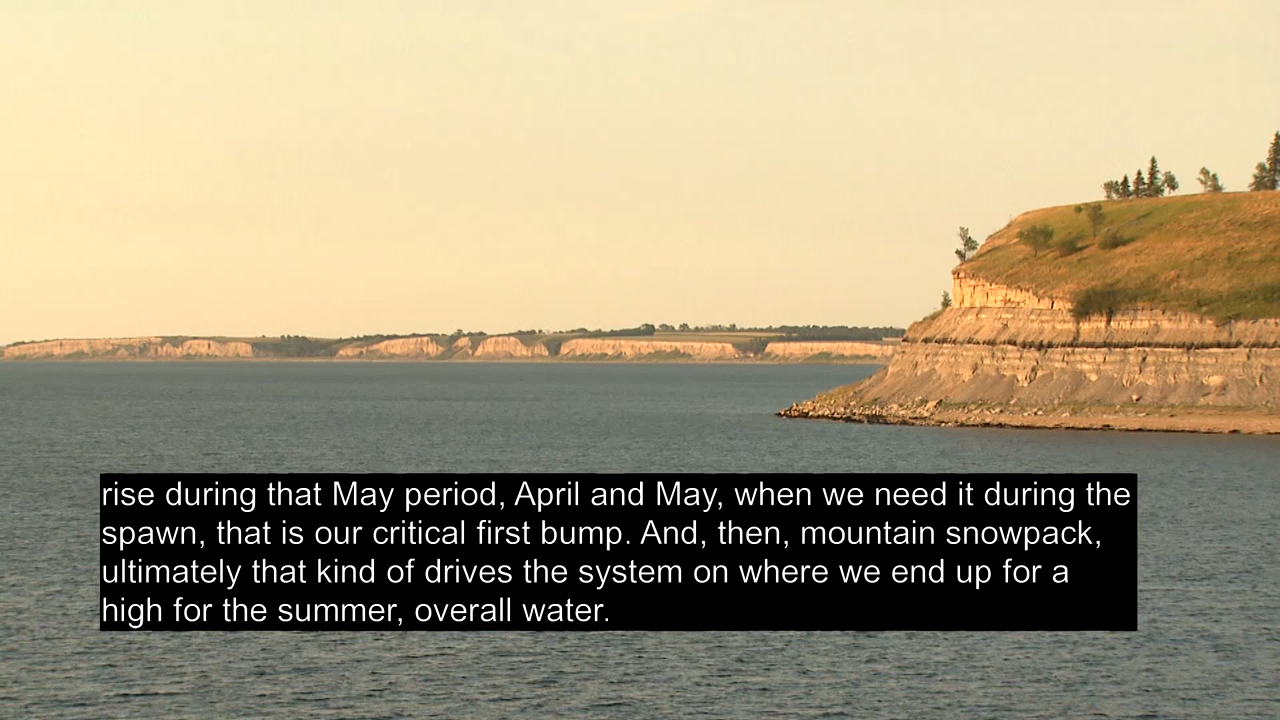 rise during that May period, April and May, when we need it during the
spawn, that is our critical first bump. And, then, mountain snowpack,
ultimately that kind of drives the system on where we end up for a
high for the summer, overall water.